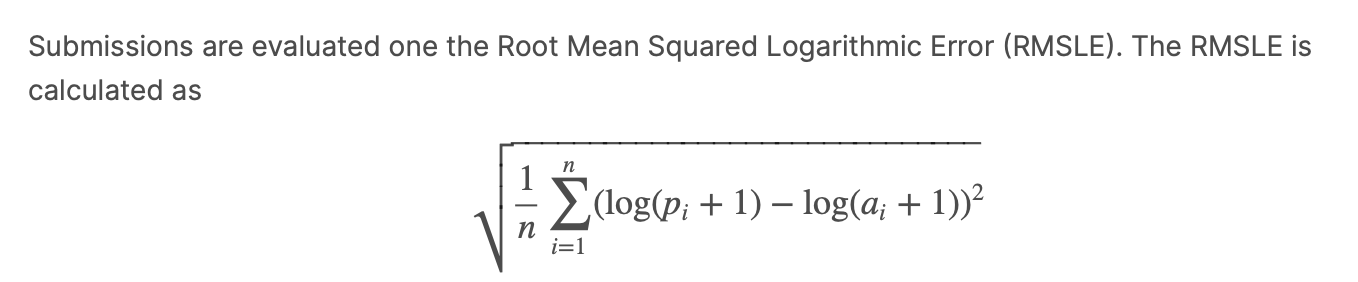 Submissions are evaluated one the Root Mean Squared Logarithmic Error (RMSLE). The RMSLE is
calculated as
√(1/n ∑_{i=1}^{n} (log(p_i + 1) − log(a_i + 1))²)